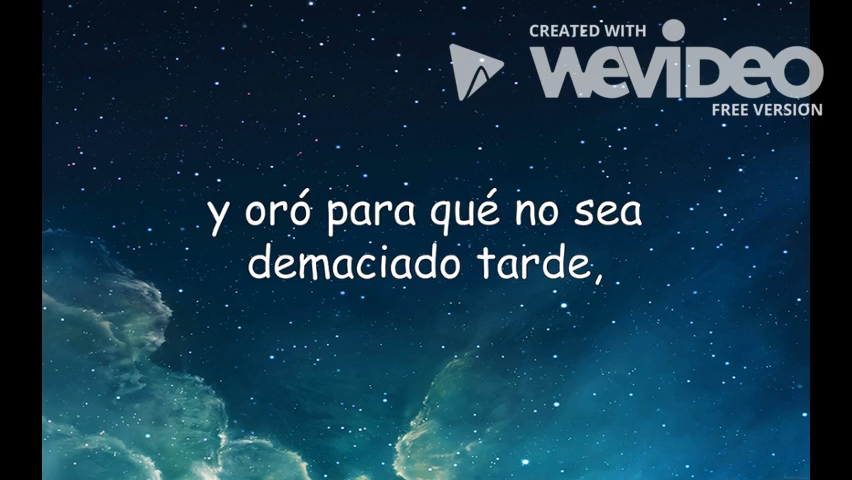 CREATED WITH
WEVIDEO
FREE VERSION
y oró para qué no sea
demaciado tarde,